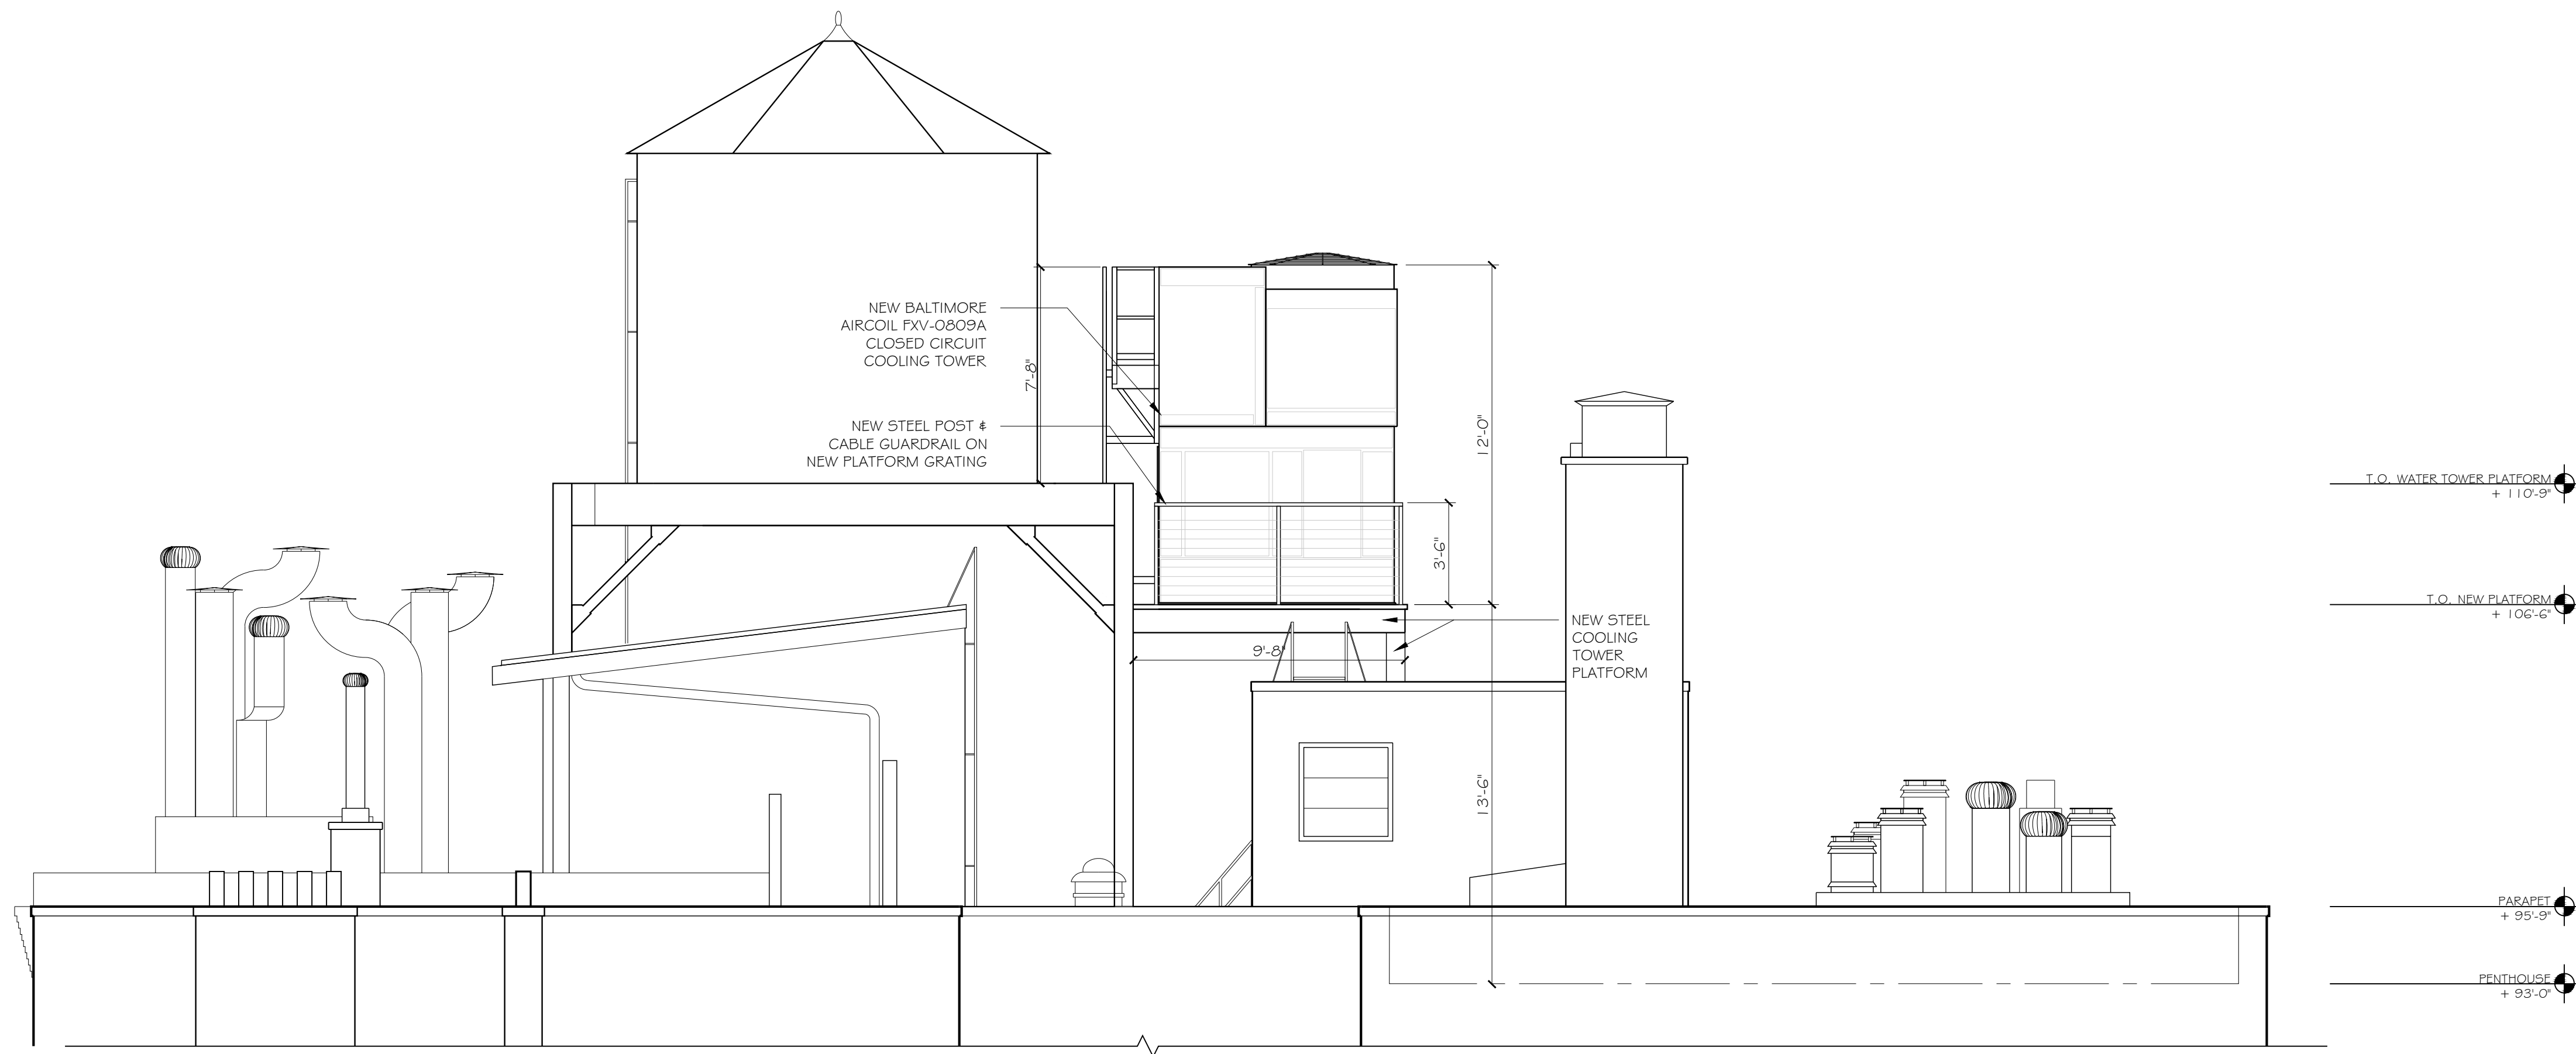 NEW BALTIMORE
AIRCOIL FXV-0809A
CLOSED CIRCUIT
COOLING TOWER
7'-8"
NEW STEEL POST &
CABLE GUARDRAIL ON
NEW PLATFORM GRATING
12'-0"
3'-6"
9'-8"
NEW STEEL
COOLING
TOWER
PLATFORM
13'-6"
T.O. WATER TOWER PLATFORM
+ 110'-9"
T.O. NEW PLATFORM
+ 106'-6"
PARAPET
+ 95'-9"
PENTHOUSE
+ 93'-0"